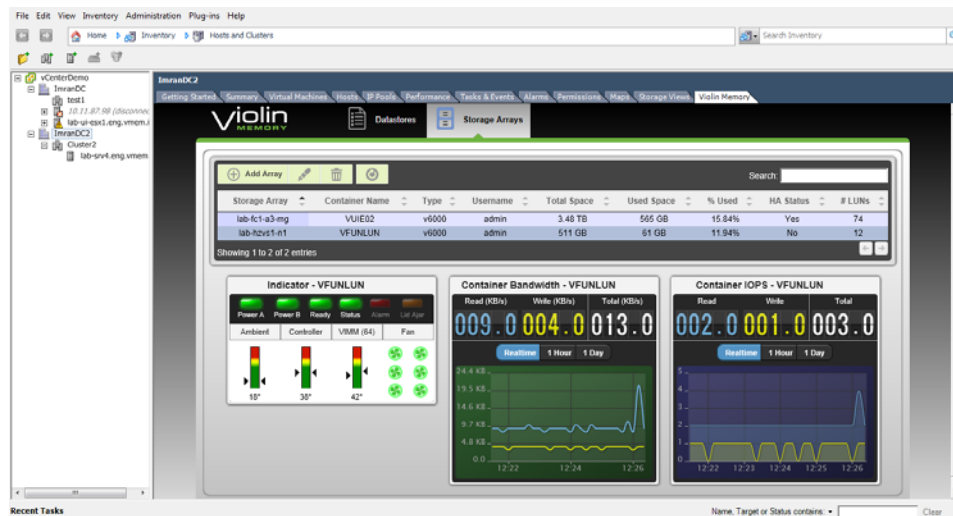 File Edit View Inventory Administration Plug-ins Help
Home Inventory Hosts and Clusters
Search Inventory
vCenterDemo
ImranDC
test1
10.11.87.98 (disconnec
lab-ui-esx1.eng.vmem.i
ImranDC2
Cluster2
lab-srv4.eng.vmem
ImranDC2
Getting Started Summary Virtual Machines Hosts IP Pools Performance Tasks & Events Alarms Permissions Maps Storage Views Violin Memory
Violin MEMORY
Datastores Storage Arrays
Add Array Search:
Storage Array Container Name Type Username Total Space Used Space % Used HA Status # LUNs
lab-fc1-a3-mg VUIE02 v6000 admin 3.48 TB 565 GB 15.84% Yes 74
lab-hzvs1-n1 VFUNLUN v6000 admin 511 GB 61 GB 11.94% No 12
Showing 1 to 2 of 2 entries
Indicator - VFUNLUN
Power A Power B Ready Status Alarm Lid Ajar
Ambient Controller VIMM (64) Fan
18° 38° 42°
Container Bandwidth - VFUNLUN
Read (KB/s) Write (KB/s) Total (KB/s)
009.0 004.0 013.0
Realtime 1 Hour 1 Day
24.4 KB
19.5 KB
14.6 KB
9.7 KB
4.8 KB
0.0
12:22 12:24 12:26
Container IOPS - VFUNLUN
Read Write Total
002.0 001.0 003.0
Realtime 1 Hour 1 Day
5
4
3
2
1
0
12:22 12:23 12:24 12:25 12:26
Recent Tasks
Name, Target or Status contains: Clear